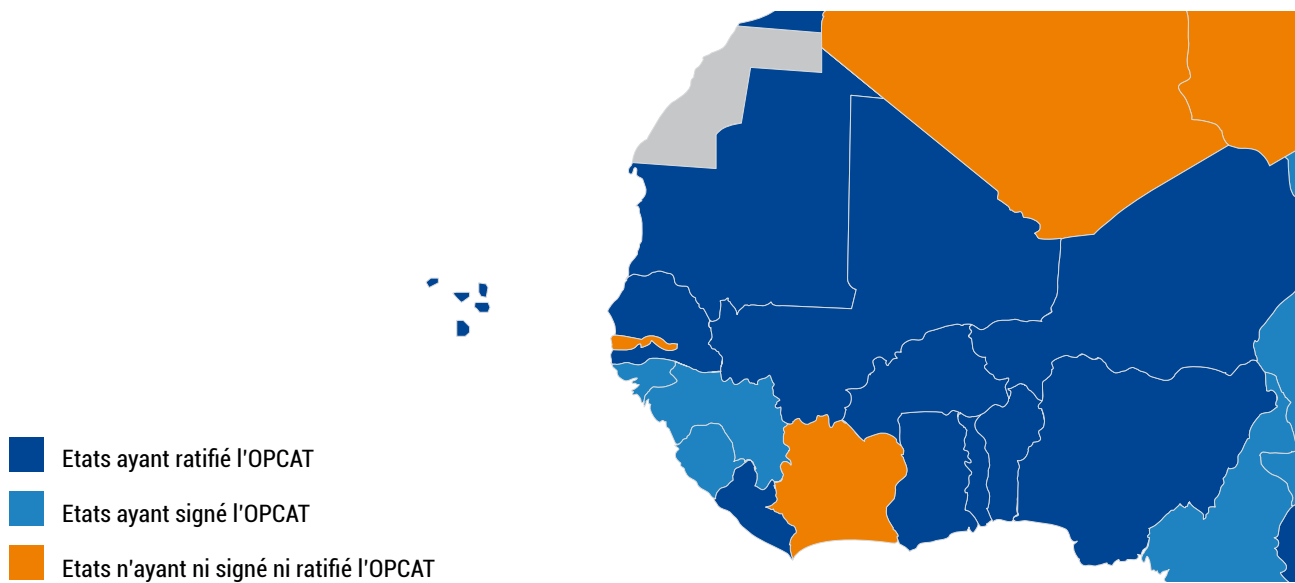 Etats ayant ratifié l'OPCAT
Etats ayant signé l'OPCAT
Etats n'ayant ni signé ni ratifié l'OPCAT